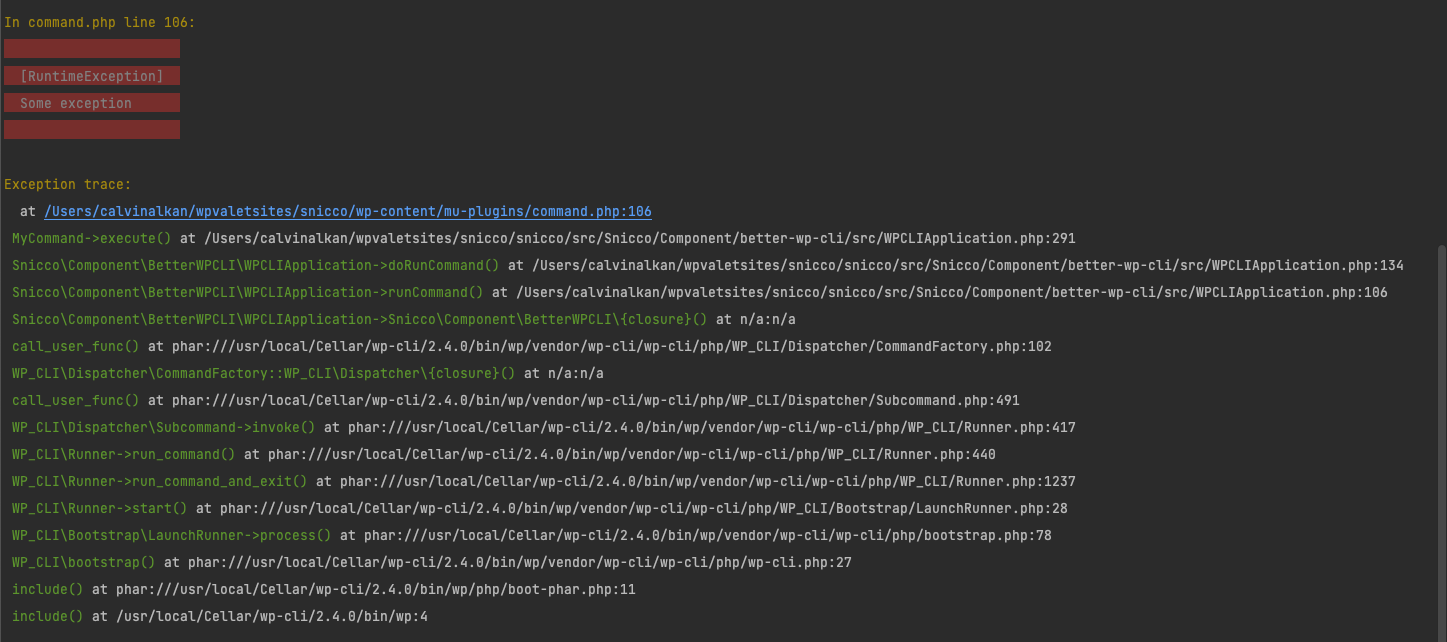 In command.php line 106:
[RuntimeException]
Some exception
Exception trace:
at /Users/calvinalkan/wpvaletsites/snicco/wp-content/mu-plugins/command.php:106
MyCommand->execute() at /Users/calvinalkan/wpvaletsites/snicco/snicco/src/Snicco/Component/better-wp-cli/src/WPCLIApplication.php:291
Snicco\Component\BetterWPCLI\WPCLIApplication->doRunCommand() at /Users/calvinalkan/wpvaletsites/snicco/snicco/src/Snicco/Component/better-wp-cli/src/WPCLIApplication.php:134
Snicco\Component\BetterWPCLI\WPCLIApplication->runCommand() at /Users/calvinalkan/wpvaletsites/snicco/snicco/src/Snicco/Component/better-wp-cli/src/WPCLIApplication.php:106
Snicco\Component\BetterWPCLI\WPCLIApplication->Snicco\Component\BetterWPCLI\{closure}() at n/a:n/a
call_user_func() at phar:///usr/local/Cellar/wp-cli/2.4.0/bin/wp/vendor/wp-cli/wp-cli/php/WP_CLI/Dispatcher/CommandFactory.php:102
WP_CLI\Dispatcher\CommandFactory::WP_CLI\Dispatcher\{closure}() at n/a:n/a
call_user_func() at phar:///usr/local/Cellar/wp-cli/2.4.0/bin/wp/vendor/wp-cli/wp-cli/php/WP_CLI/Dispatcher/Subcommand.php:491
WP_CLI\Dispatcher\Subcommand->invoke() at phar:///usr/local/Cellar/wp-cli/2.4.0/bin/wp/vendor/wp-cli/wp-cli/php/WP_CLI/Runner.php:417
WP_CLI\Runner->run_command() at phar:///usr/local/Cellar/wp-cli/2.4.0/bin/wp/vendor/wp-cli/wp-cli/php/WP_CLI/Runner.php:440
WP_CLI\Runner->run_command_and_exit() at phar:///usr/local/Cellar/wp-cli/2.4.0/bin/wp/vendor/wp-cli/wp-cli/php/WP_CLI/Runner.php:1237
WP_CLI\Runner->start() at phar:///usr/local/Cellar/wp-cli/2.4.0/bin/wp/vendor/wp-cli/wp-cli/php/WP_CLI/Bootstrap/LaunchRunner.php:28
WP_CLI\Bootstrap\LaunchRunner->process() at phar:///usr/local/Cellar/wp-cli/2.4.0/bin/wp/vendor/wp-cli/wp-cli/php/bootstrap.php:78
WP_CLI\bootstrap() at phar:///usr/local/Cellar/wp-cli/2.4.0/bin/wp/vendor/wp-cli/wp-cli/php/wp-cli.php:27
include() at phar:///usr/local/Cellar/wp-cli/2.4.0/bin/wp/php/boot-phar.php:11
include() at /usr/local/Cellar/wp-cli/2.4.0/bin/wp:4